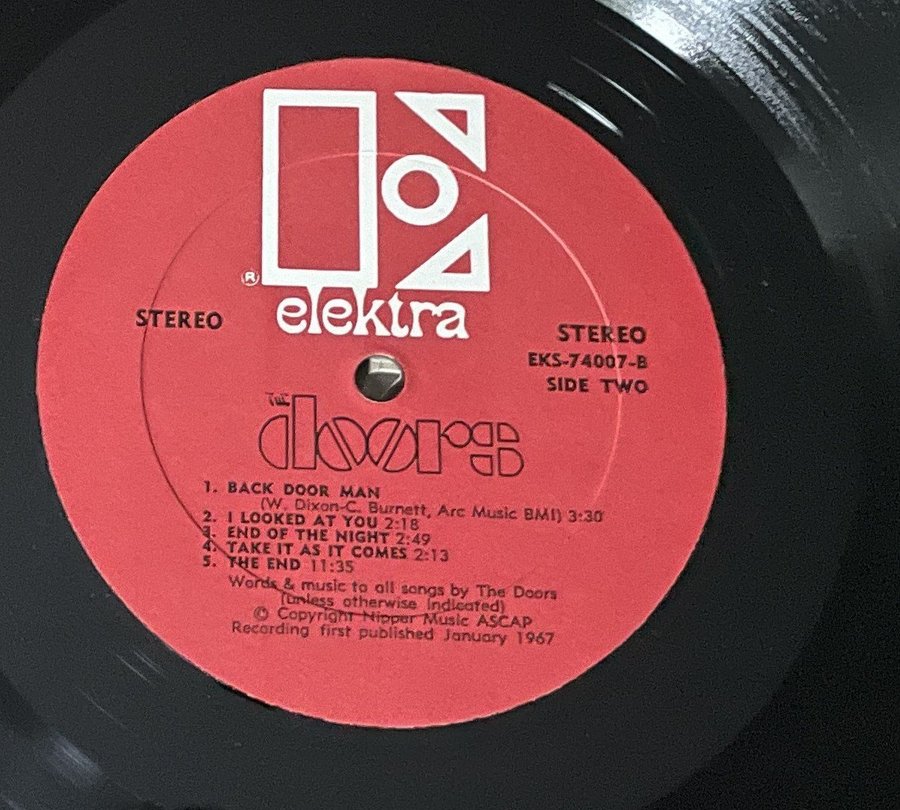 ®
elektra
STEREO
STEREO
EKS-74007-B
SIDE TWO
THE
doors
1. BACK DOOR MAN
(W. Dixon-C. Burnett, Arc Music BMI) 3:30
2. I LOOKED AT YOU 2:18
3. END OF THE NIGHT 2:49
4. TAKE IT AS IT COMES 2:13
5. THE END 11:35
Words & music to all songs by The Doors
(unless otherwise indicated)
© Copyright Nipper Music ASCAP
Recording first published January 1967